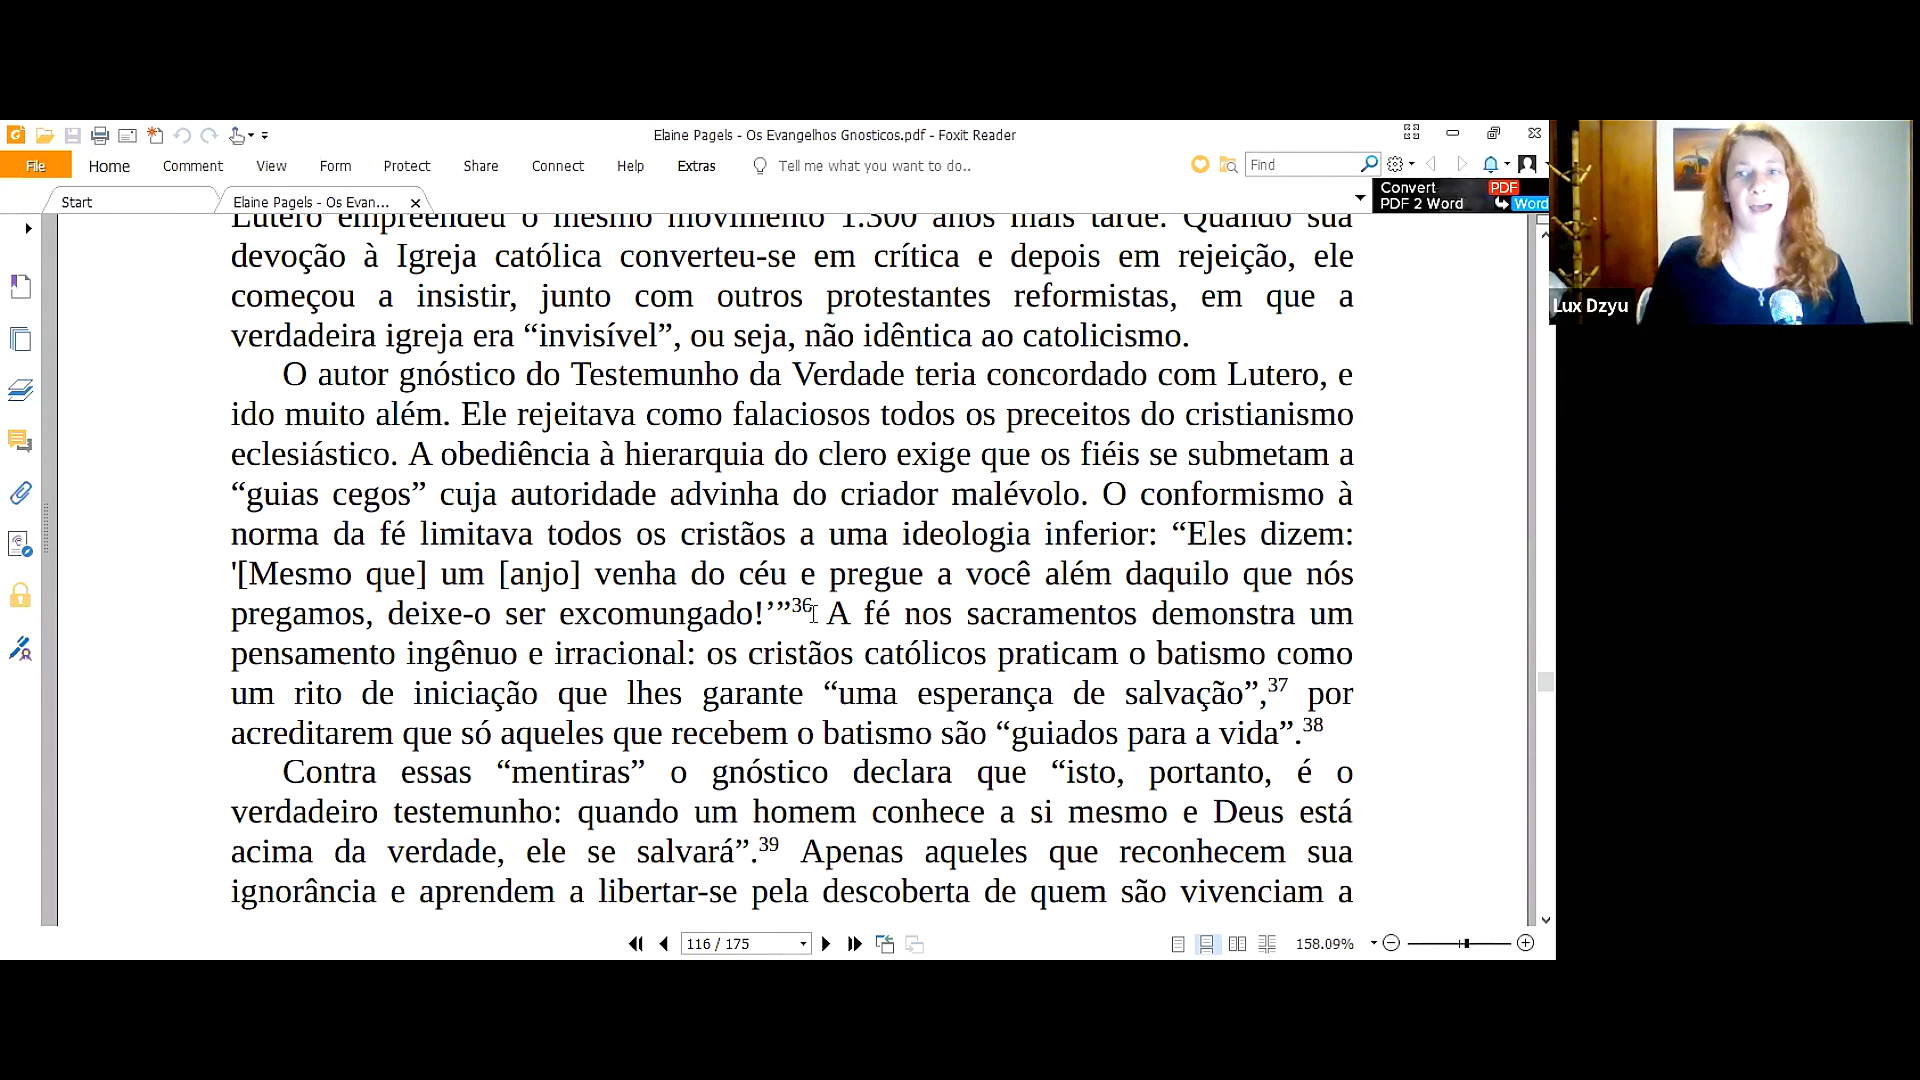 Elaine Pagels - Os Evangelhos Gnosticos.pdf - Foxit Reader
File Home Comment View Form Protect Share Connect Help Extras Tell me what you want to do.. Find
Start Elaine Pagels - Os Evan...
Convert PDF
PDF 2 Word Word
Lux Dzyu
Lutero empreendeu o mesmo movimento 1.300 anos mais tarde. Quando sua
devoção à Igreja católica converteu-se em crítica e depois em rejeição, ele
começou a insistir, junto com outros protestantes reformistas, em que a
verdadeira igreja era “invisível”, ou seja, não idêntica ao catolicismo.
O autor gnóstico do Testemunho da Verdade teria concordado com Lutero, e
ido muito além. Ele rejeitava como falaciosos todos os preceitos do cristianismo
eclesiástico. A obediência à hierarquia do clero exige que os fiéis se submetam a
“guias cegos” cuja autoridade advinha do criador malévolo. O conformismo à
norma da fé limitava todos os cristãos a uma ideologia inferior: “Eles dizem:
'[Mesmo que] um [anjo] venha do céu e pregue a você além daquilo que nós
pregamos, deixe-o ser excomungado!’”36 A fé nos sacramentos demonstra um
pensamento ingênuo e irracional: os cristãos católicos praticam o batismo como
um rito de iniciação que lhes garante “uma esperança de salvação”,37 por
acreditarem que só aqueles que recebem o batismo são “guiados para a vida”.38
Contra essas “mentiras” o gnóstico declara que “isto, portanto, é o
verdadeiro testemunho: quando um homem conhece a si mesmo e Deus está
acima da verdade, ele se salvará”.39 Apenas aqueles que reconhecem sua
ignorância e aprendem a libertar-se pela descoberta de quem são vivenciam a
116 / 175 158.09%